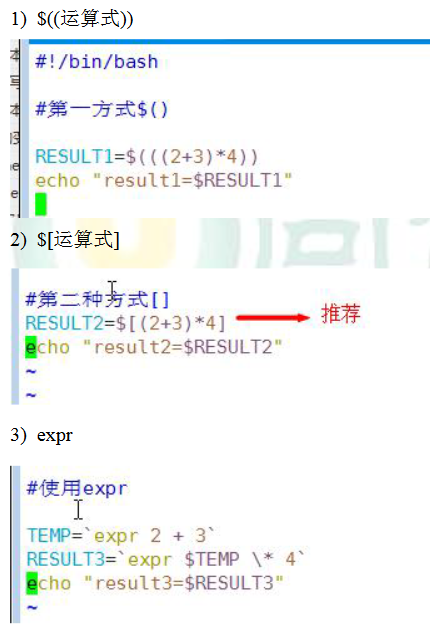 1) $((运算式))
#!/bin/bash
#第一方式$()
RESULT1=$(((2+3)*4))
echo "result1=$RESULT1"
2) $[运算式]
#第二种方式[]
RESULT2=$[(2+3)*4]
推荐
echo "result2=$RESULT2"
~
~
3) expr
#使用expr
TEMP=`expr 2 + 3`
RESULT3=`expr $TEMP \* 4`
echo "result3=$RESULT3"
~